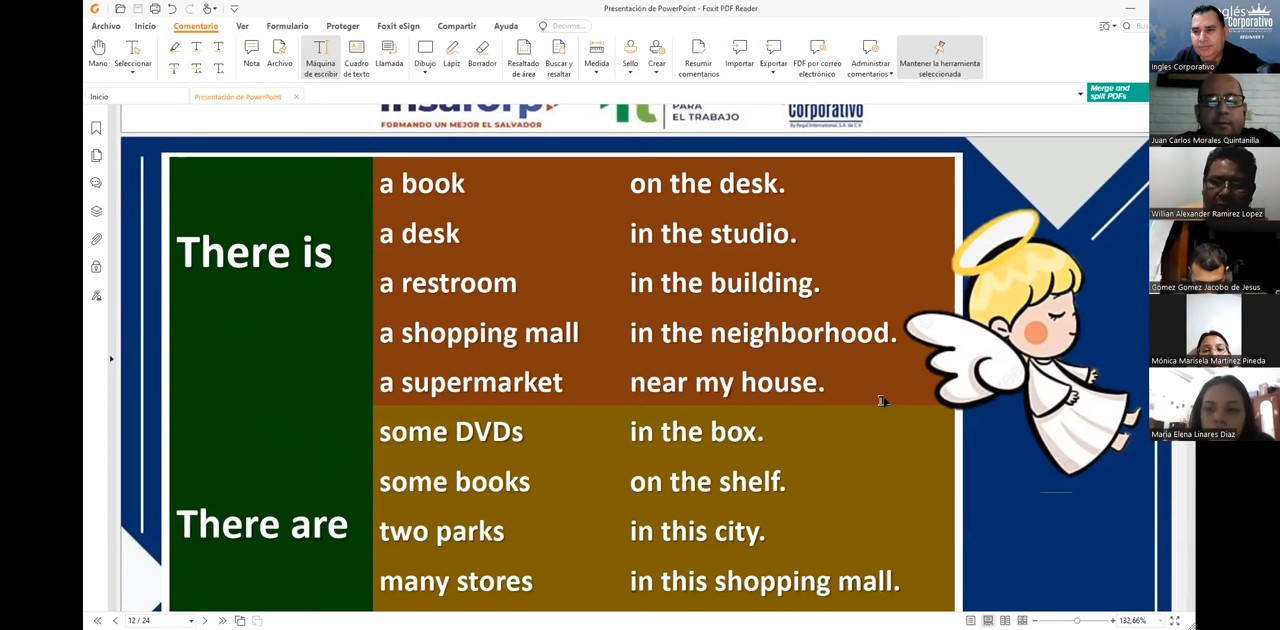 Presentación de PowerPoint - Foxit PDF Reader
Archivo Inicio Comentario Ver Formulario Proteger Foxit eSign Compartir Ayuda Decirme...
Mano Seleccionar Nota Archivo Máquina de escribir Cuadro de texto Llamada Dibujo Lápiz Borrador Resaltado de área Buscar y resaltar Medida Sello Crear Resumir comentarios Importar Exportar PDF por correo electrónico Administrar comentarios Mantener la herramienta seleccionada
Inicio Presentación de PowerPoint
Merge and split PDFs
FORMANDO UN MEJOR EL SALVADOR
PARA
EL TRABAJO
Corporativo
There is
a book on the desk.
a desk in the studio.
a restroom in the building.
a shopping mall in the neighborhood.
a supermarket near my house.
There are
some DVDs in the box.
some books on the shelf.
two parks in this city.
many stores in this shopping mall.
12 / 24
132,66%
Corporativo
Ingles Corporativo
Juan Carlos Morales Quintanilla
Willian Alexander Ramirez Lopez
Gomez Gomez Jacobo de Jesus
Mónica Marisela Martinez Pineda
Maria Elena Linares Diaz